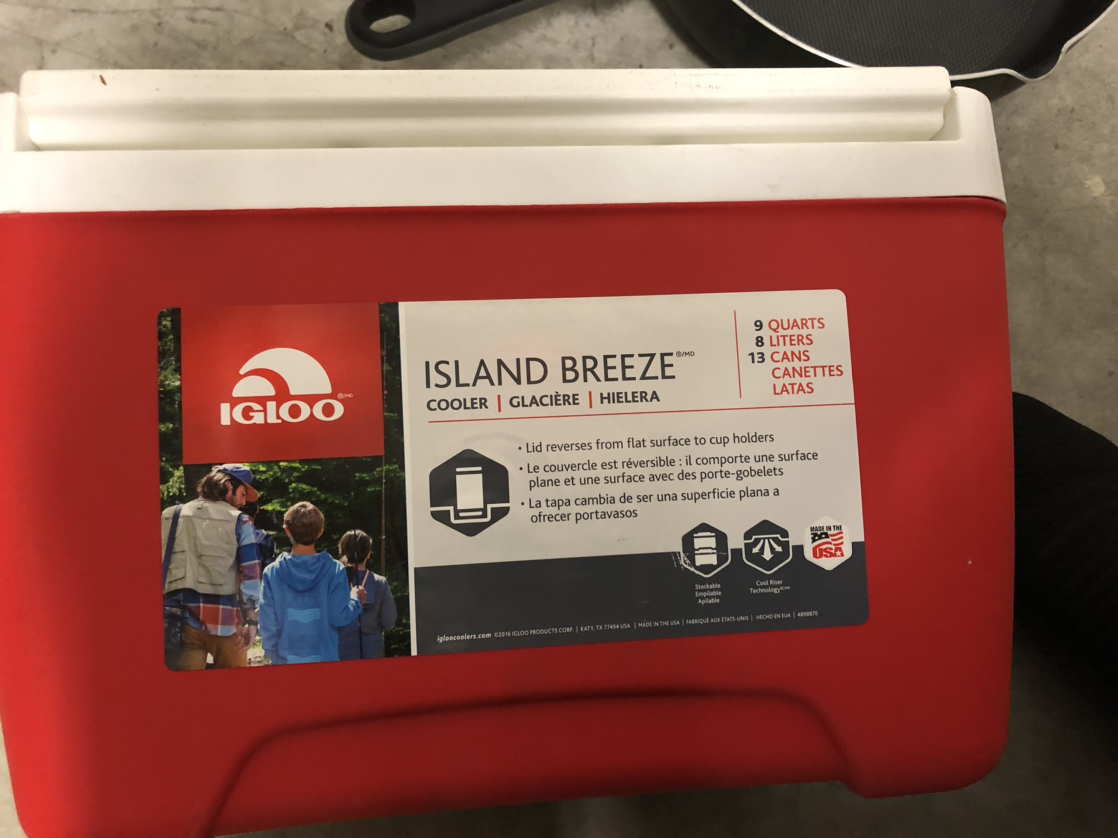 IGLOO®/MD
ISLAND BREEZE®/MD
COOLER | GLACIÈRE | HIELERA
9 QUARTS
8 LITERS
13 CANS
CANETTES
LATAS
• Lid reverses from flat surface to cup holders
• Le couvercle est réversible : il comporte une surface
plane et une surface avec des porte-gobelets
• La tapa cambia de ser una superficie plana a
ofrecer portavasos
Stackable
Empilable
Apilable
Cool Riser
Technology®/MD
MADE IN THE
USA
igloocoolers.com ©2016 IGLOO PRODUCTS CORP. | KATY, TX 77494 USA | MADE IN THE USA | FABRIQUÉ AUX ÉTATS-UNIS | HECHO EN EUA | 4898870